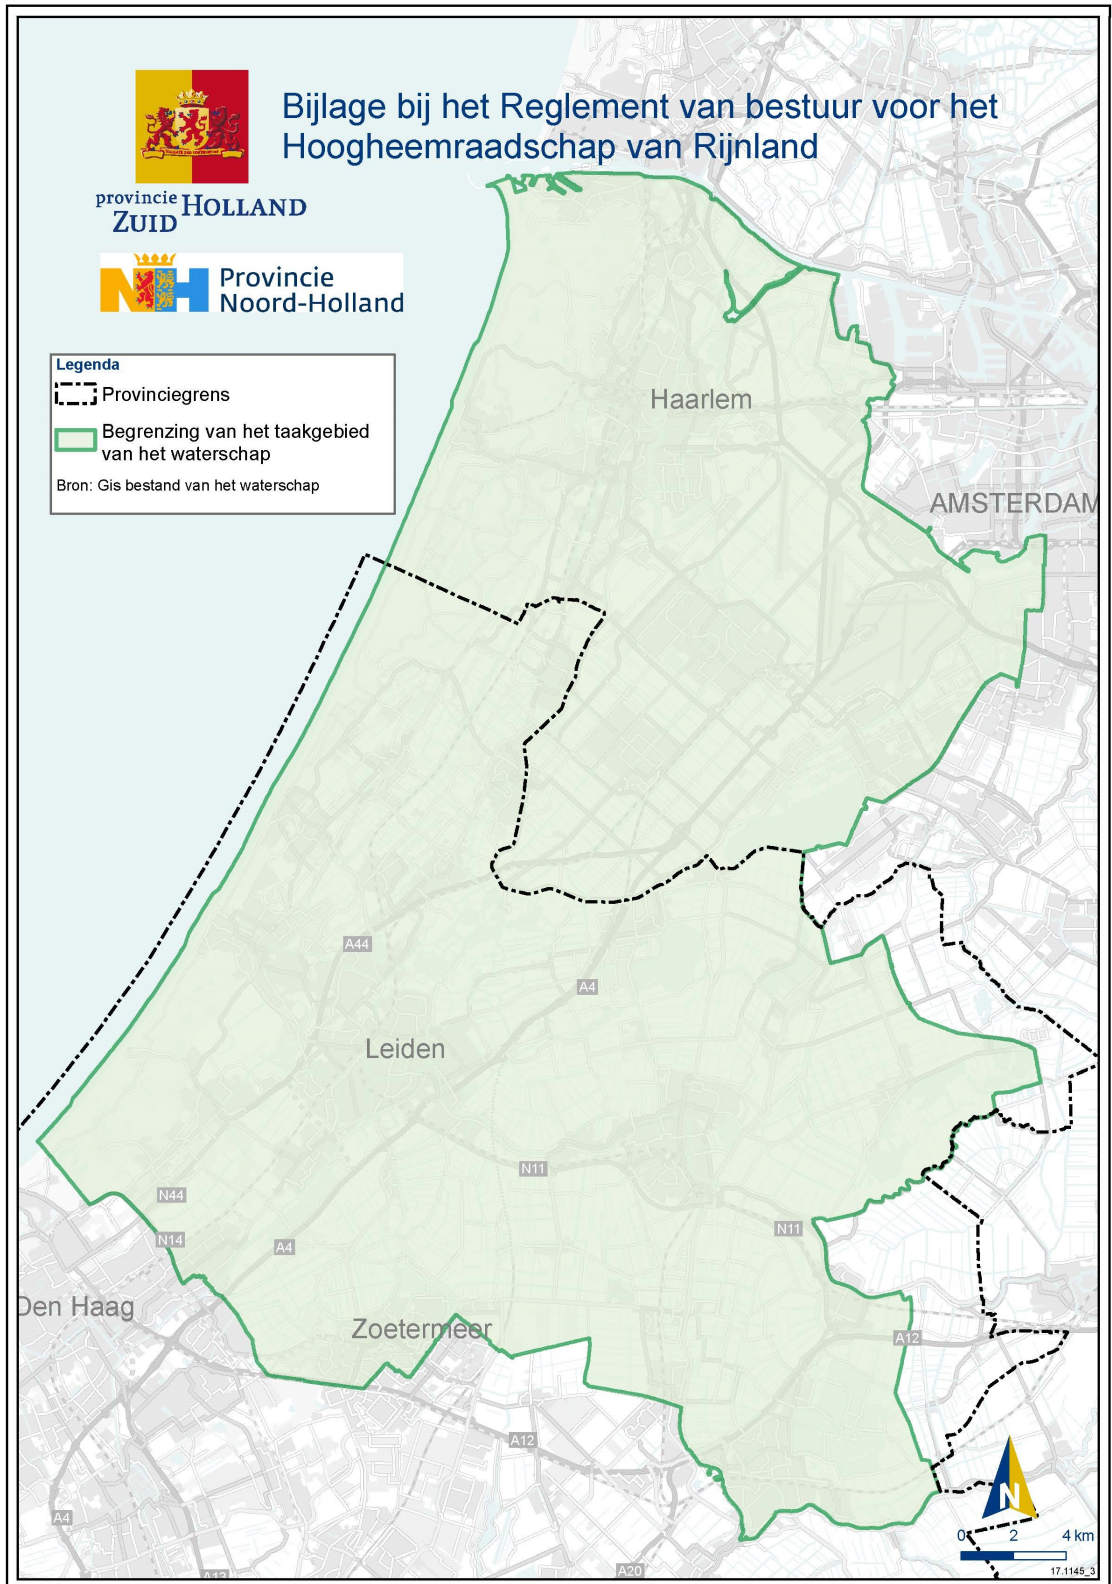 Bijlage bij het Reglement van bestuur voor het
Hoogheemraadschap van Rijnland
provincie
HOLLAND
ZUID
NH
Provincie
Noord-Holland
Legenda
Provinciegrens
Begrenzing van het taakgebied
van het waterschap
Bron: Gis bestand van het waterschap
Haarlem
AMSTERDAM
A44
A4
Leiden
N11
N44
N11
N14
A4
Den Haag
Zoetermeer
A12
A12
N
A4
0 2 4 km
A20
A13
17.1145_3